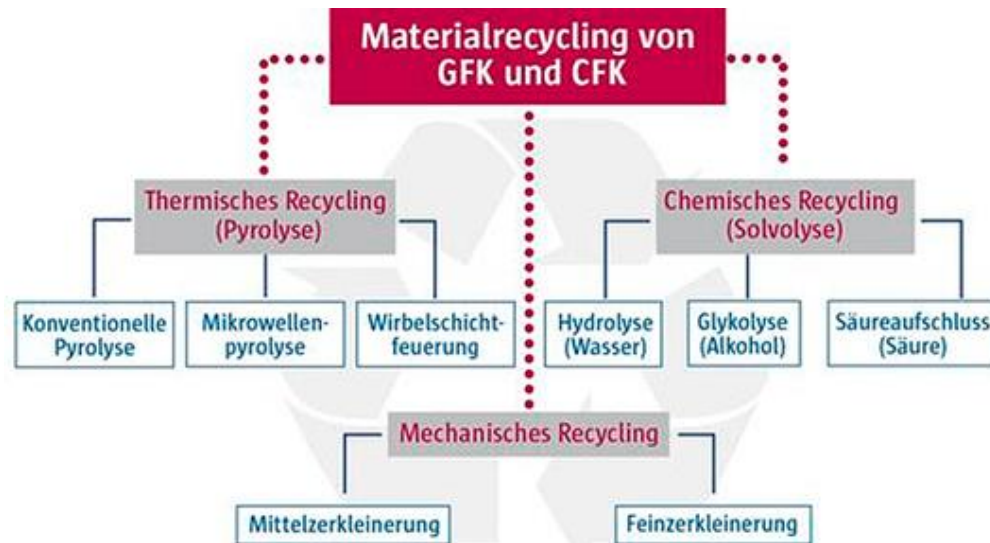 Materialrecycling von
GFK und CFK
Thermisches Recycling
(Pyrolyse)
Chemisches Recycling
(Solvolyse)
Konventionelle
Pyrolyse
Mikrowellen-
pyrolyse
Wirbelschicht-
feuerung
Hydrolyse
(Wasser)
Glykolyse
(Alkohol)
Säureaufschluss
(Säure)
Mechanisches Recycling
Mittelzerkleinerung
Feinzerkleinerung